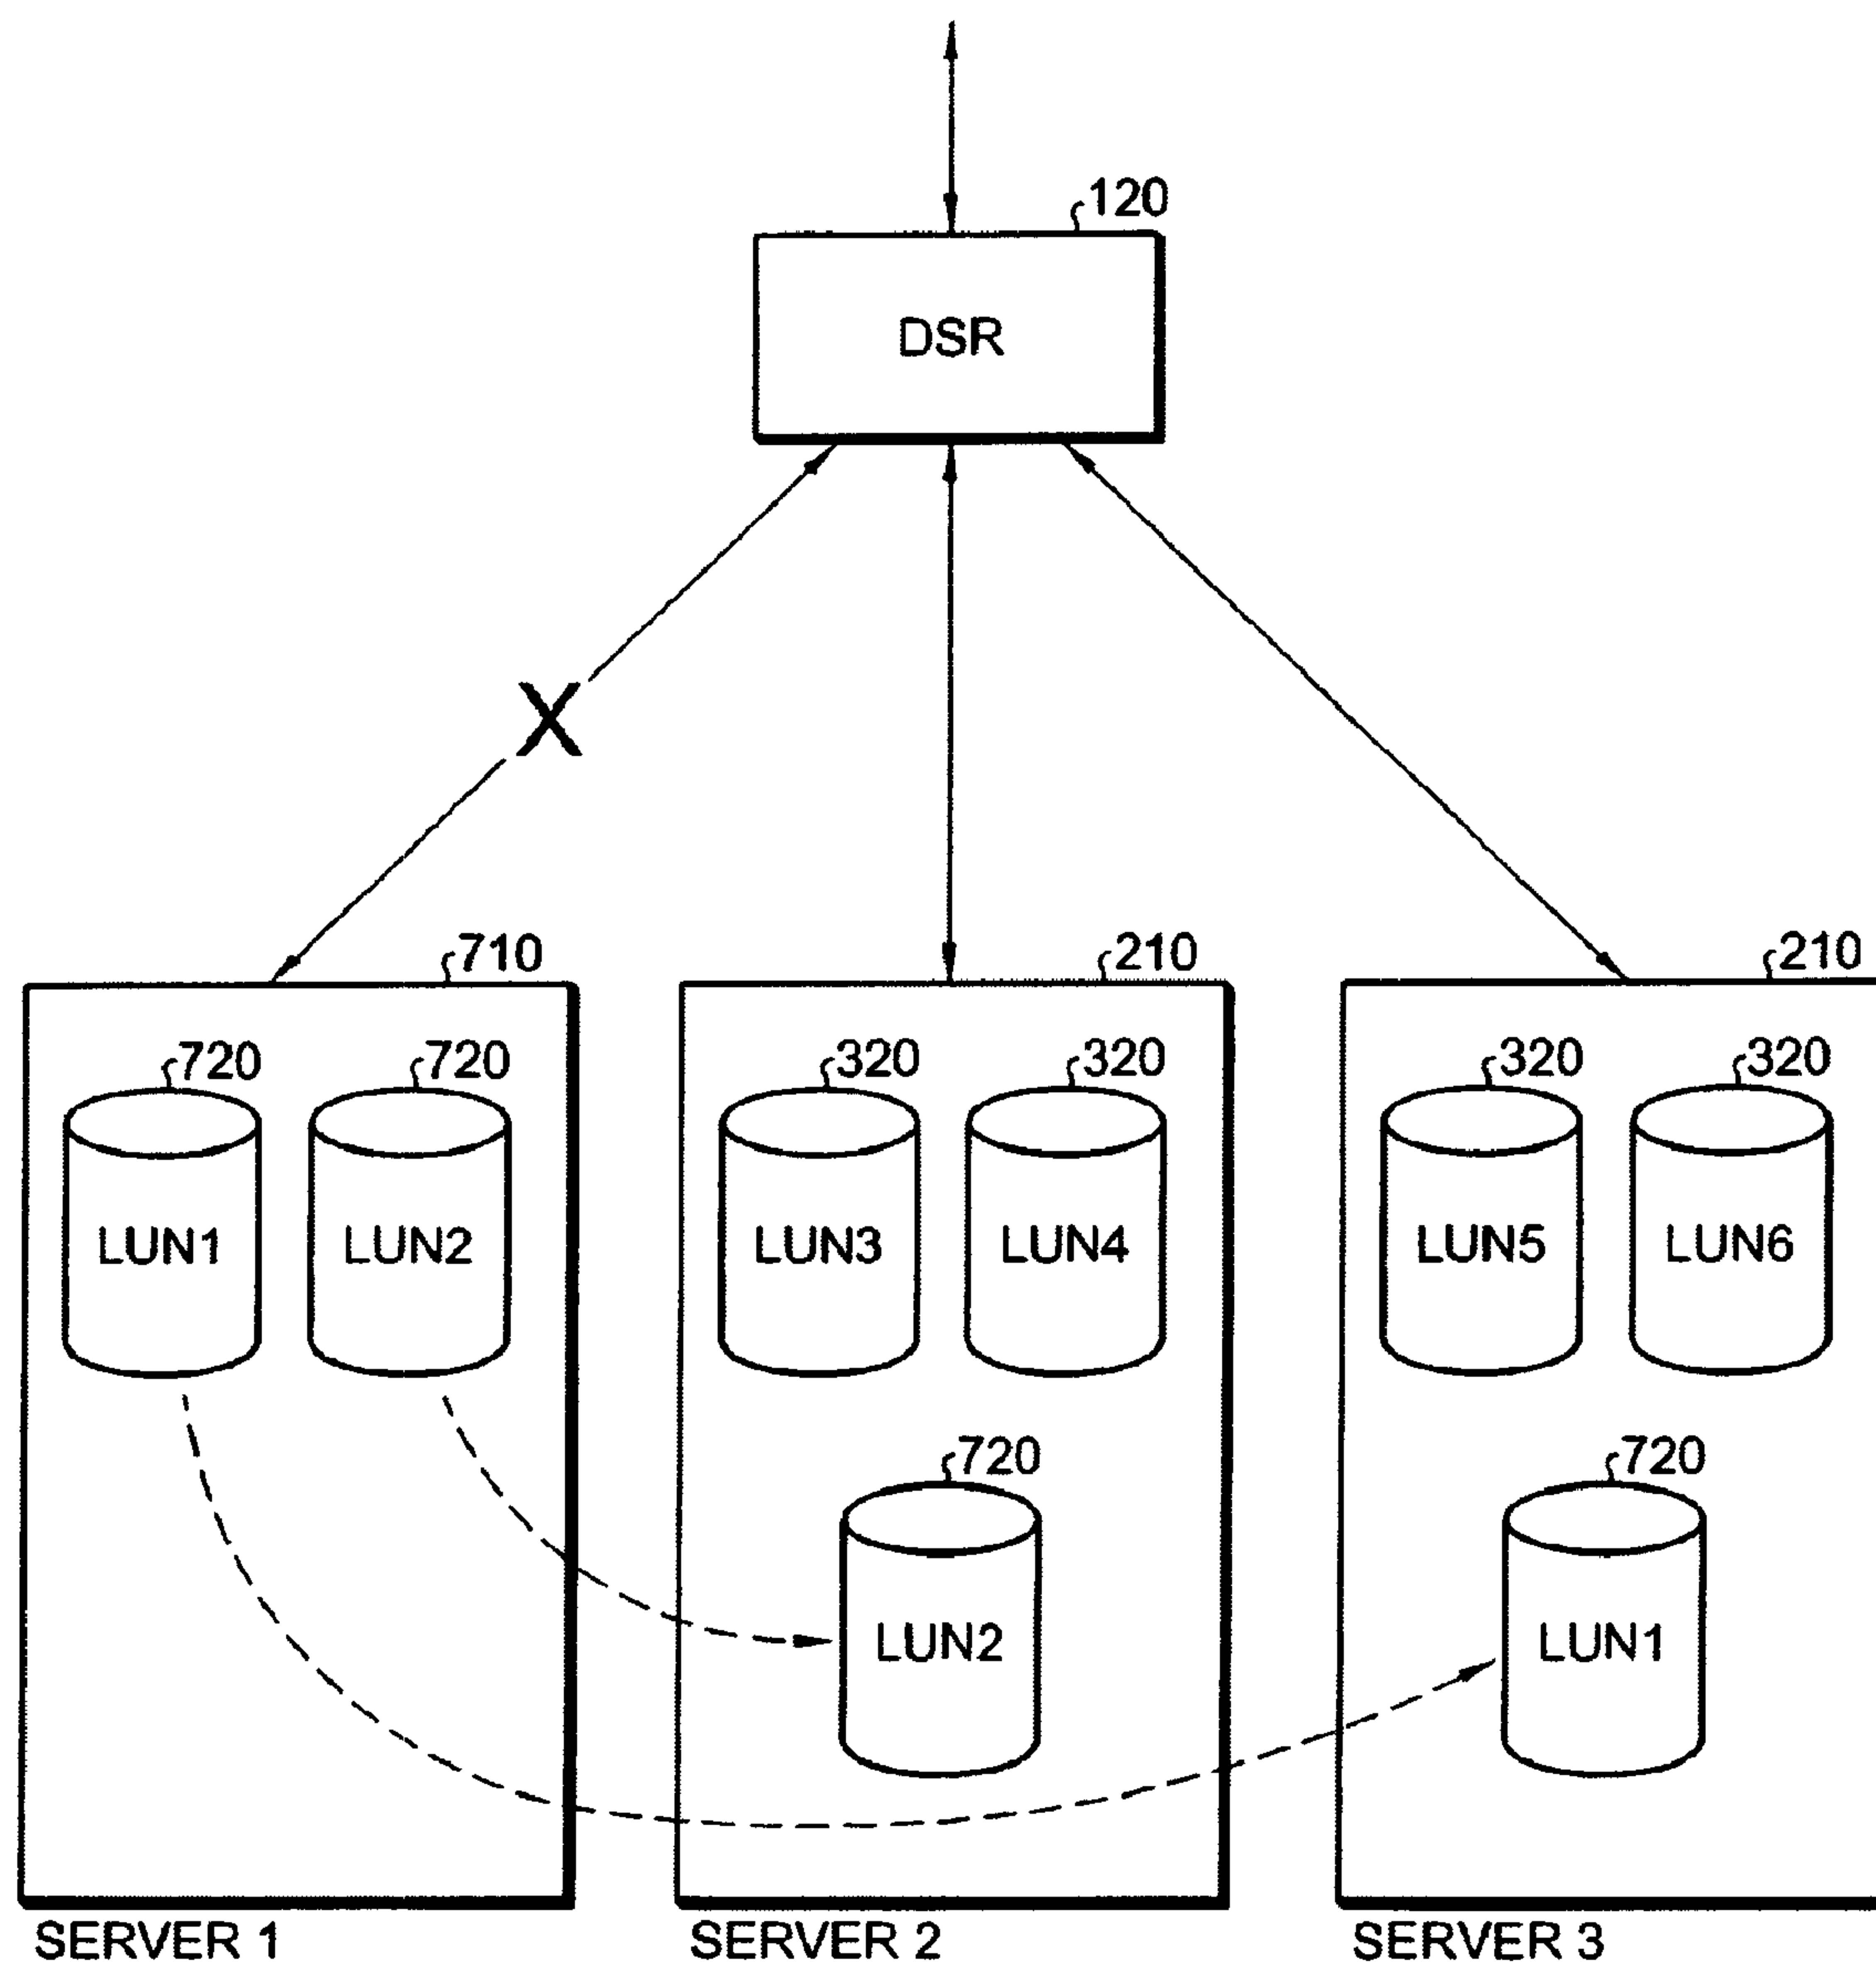 120
DSR
X
710
210
210
720
720
320
320
320
320
LUN1
LUN2
LUN3
LUN4
LUN5
LUN6
720
720
LUN2
LUN1
SERVER 1
SERVER 2
SERVER 3